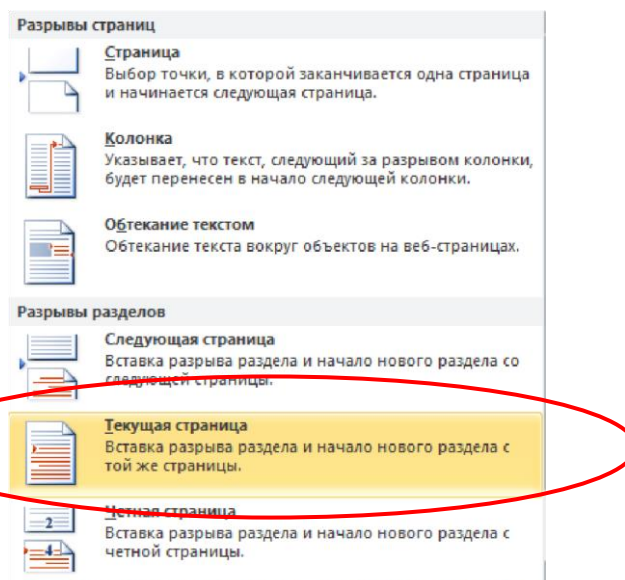 Разрывы страниц
Страница
Выбор точки, в которой заканчивается одна страница
и начинается следующая страница.
Колонка
Указывает, что текст, следующий за разрывом колонки,
будет перенесен в начало следующей колонки.
Обтекание текстом
Обтекание текста вокруг объектов на веб-страницах.
Разрывы разделов
Следующая страница
Вставка разрыва раздела и начало нового раздела со
следующей страницы.
Текущая страница
Вставка разрыва раздела и начало нового раздела с
той же страницы.
Четная страница
2
Вставка разрыва раздела и начало нового раздела с
4
четной страницы.